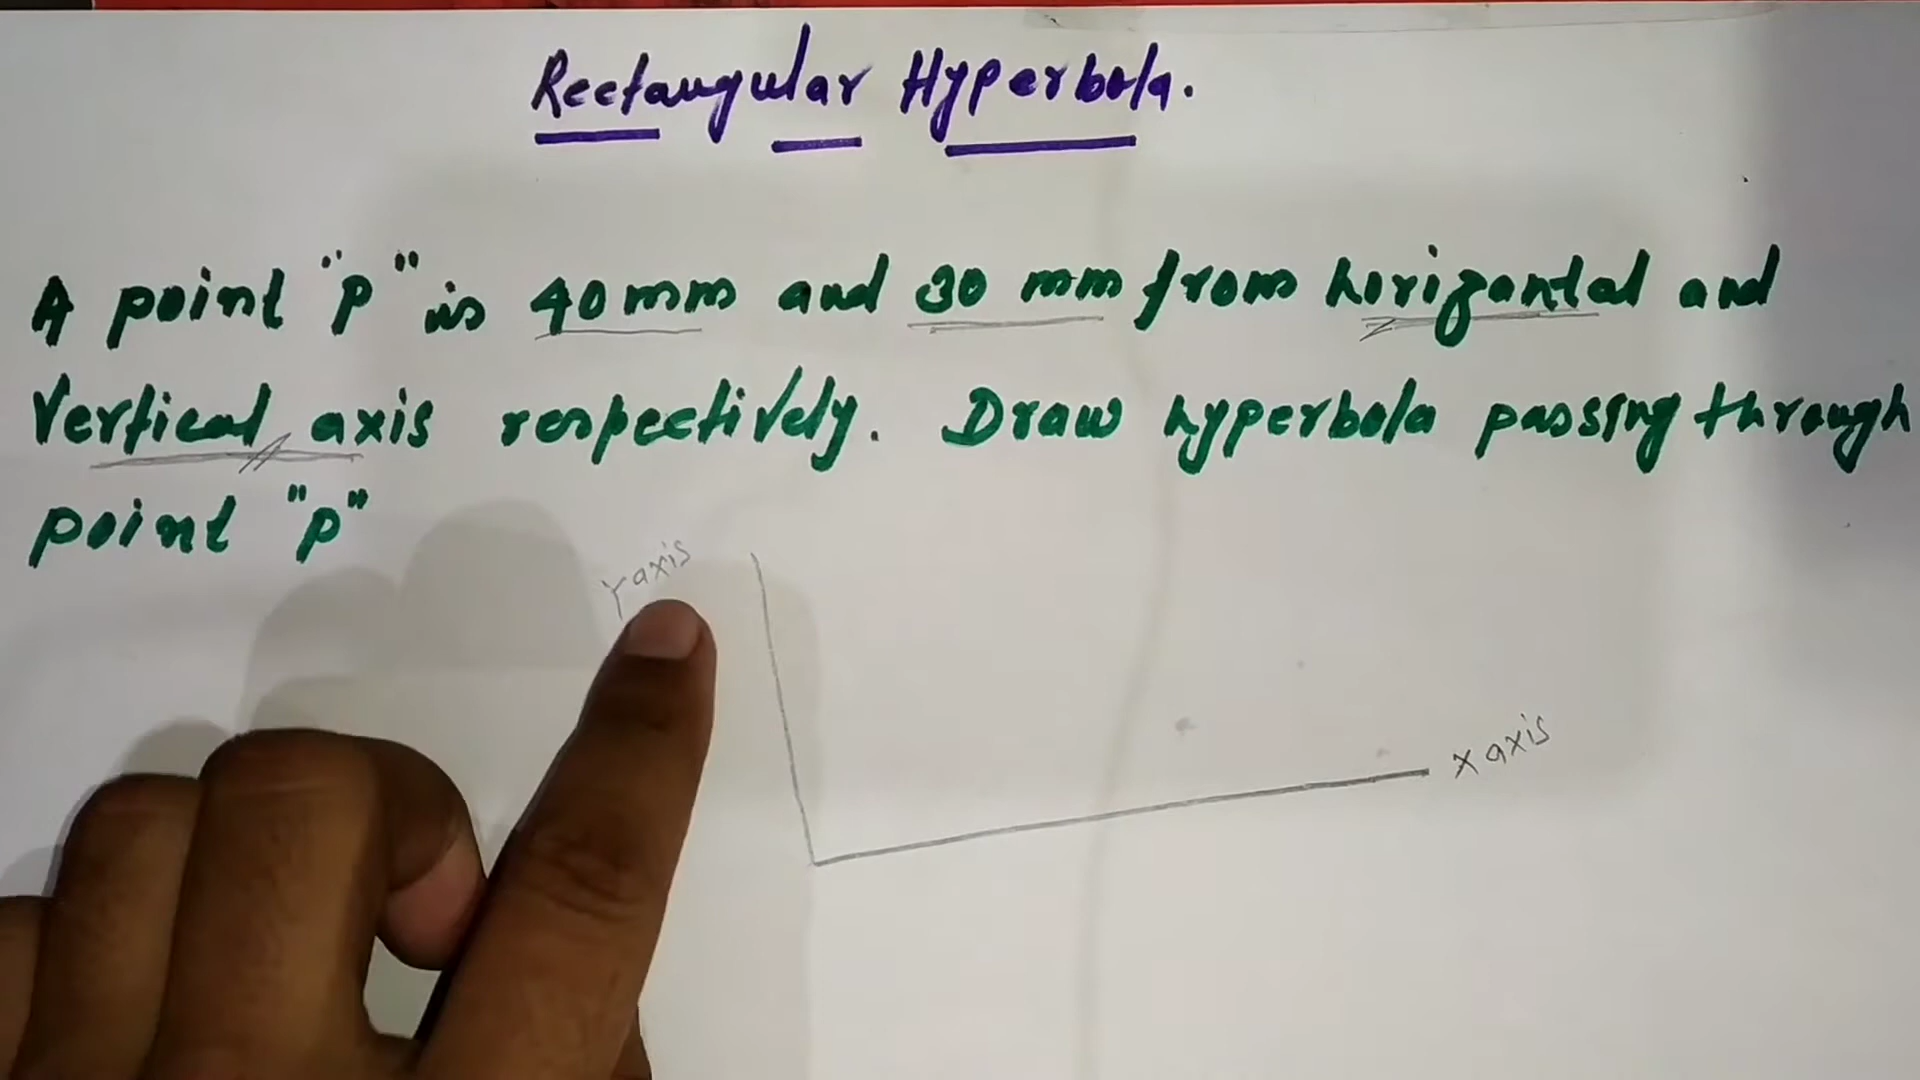 Rectangular Hyperbola.
A point "p" is 40 mm and 30 mm from horizontal and
Vertical axis respectively. Draw hyperbola passing through
point "p"
Y axis
X axis